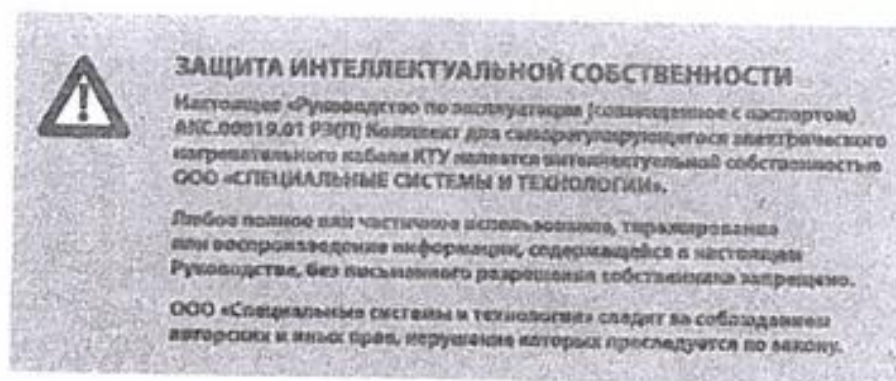 ЗАЩИТА ИНТЕЛЛЕКТУАЛЬНОЙ СОБСТВЕННОСТИ
Настоящее «Руководство по эксплуатации (совмещенное с паспортом)
АКС.00019.01 РЭ(П) Комплект для саморегулирующегося электрического
нагревательного кабеля КТУ является интеллектуальной собственностью
ООО «СПЕЦИАЛЬНЫЕ СИСТЕМЫ И ТЕХНОЛОГИИ».
Любое полное или частичное использование, тиражирование
или воспроизведение информации, содержащейся в настоящем
Руководстве, без письменного разрешения собственника запрещено.
ООО «Специальные системы и технологии» следит за соблюдением
авторских и иных прав, нарушение которых преследуется по закону.